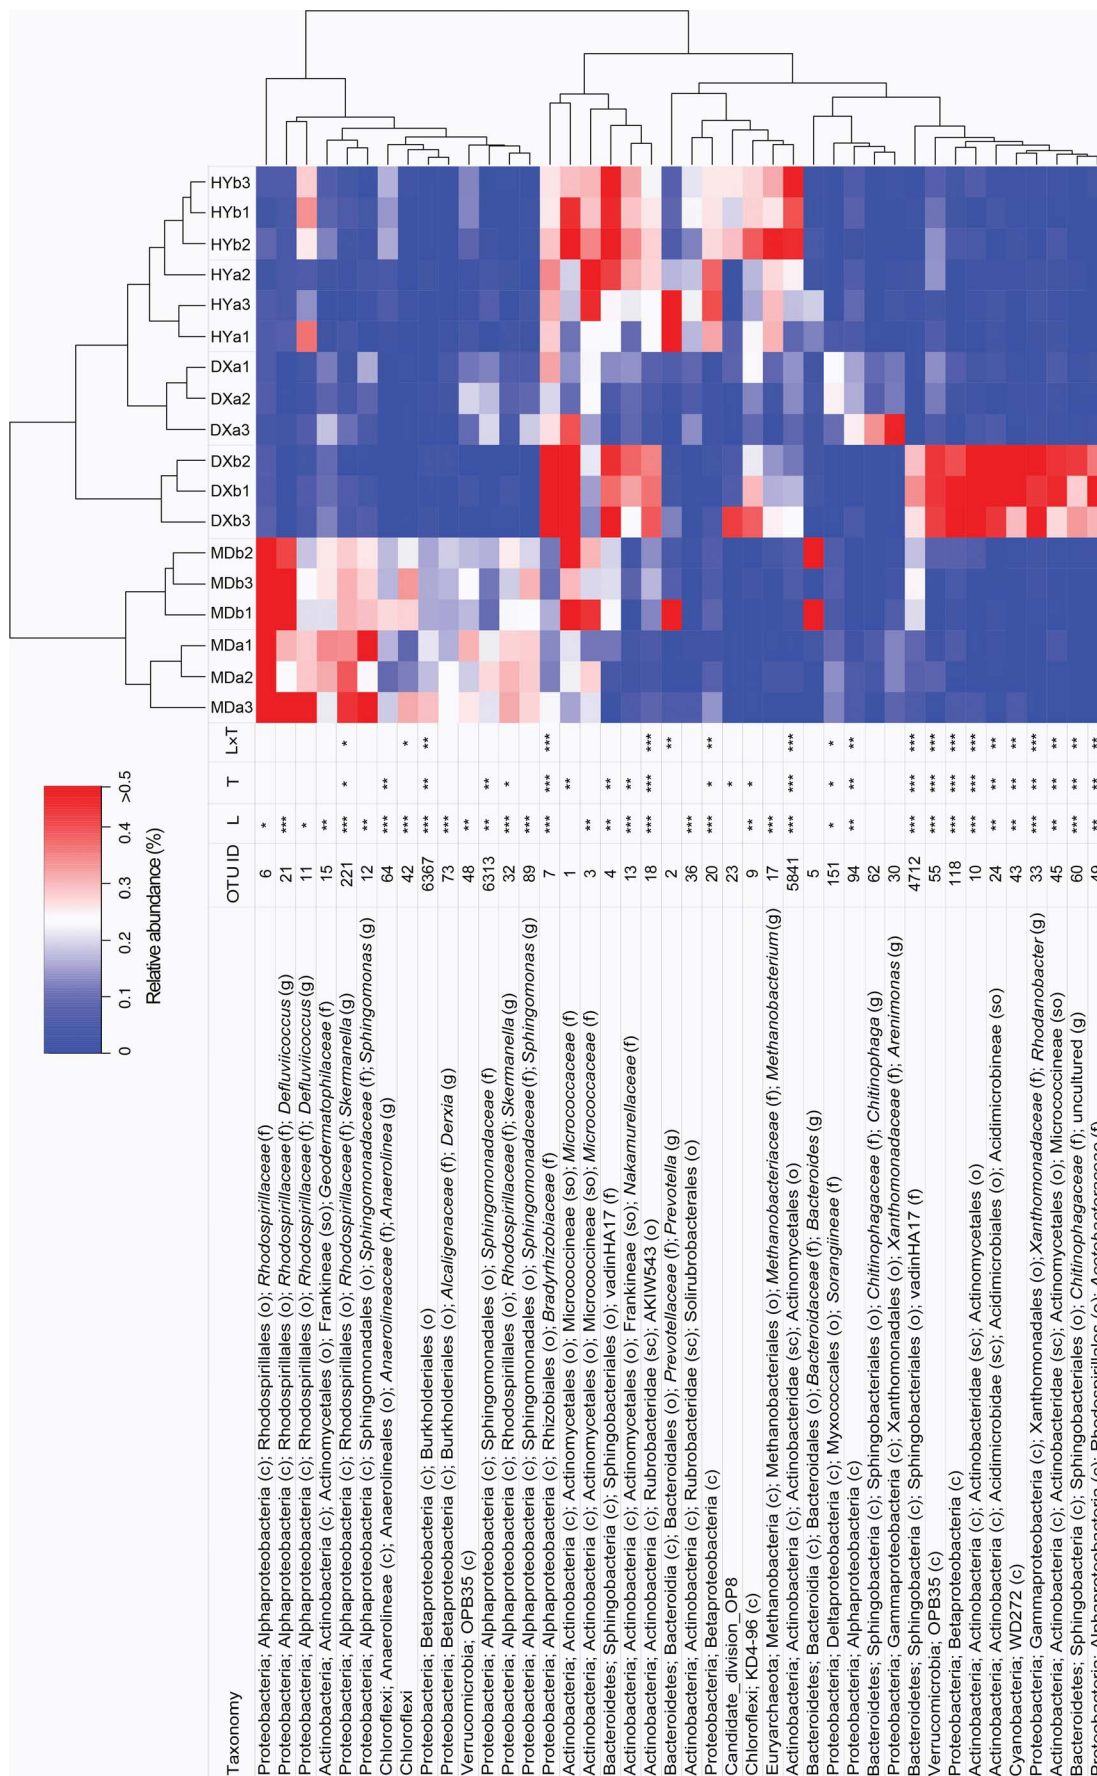 HYb3
HYb1
HYb2
HYa2
HYa3
HYa1
DXa1
DXa2
DXa3
DXb2
DXb1
DXb3
MDb2
MDb3
MDb1
MDa1
MDa2
MDa3
0 0.1 0.2 0.3 0.4 >0.5
Relative abundance (%)
Taxonomy OTU ID L T L×T
Proteobacteria; Alphaproteobacteria (c); Rhodospirillales (o); Rhodospirillaceae (f) 6 *
Proteobacteria; Alphaproteobacteria (c); Rhodospirillales (o); Rhodospirillaceae (f); Defluviicoccus (g) 21 ***
Proteobacteria; Alphaproteobacteria (c); Rhodospirillales (o); Rhodospirillaceae (f); Defluviicoccus (g) 11 *
Actinobacteria; Actinobacteria (c); Actinomycetales (o); Frankineae (so); Geodermatophilaceae (f) 15 **
Proteobacteria; Alphaproteobacteria (c); Rhodospirillales (o); Rhodospirillaceae (f); Skermanella (g) 221 *** * *
Proteobacteria; Alphaproteobacteria (c); Sphingomonadales (o); Sphingomonadaceae (f); Sphingomonas (g) 12 **
Chloroflexi; Anaerolineae (c); Anaerolineales (o); Anaerolineaceae (f); Anaerolinea (g) 64 *** **
Chloroflexi 42 *** *
Proteobacteria; Betaproteobacteria (c); Burkholderiales (o) 6367 *** ** **
Proteobacteria; Betaproteobacteria (c); Burkholderiales (o); Alcaligenaceae (f); Derxia (g) 73 ***
Verrucomicrobia; OPB35 (c) 48 **
Proteobacteria; Alphaproteobacteria (c); Sphingomonadales (o); Sphingomonadaceae (f) 6313 ** **
Proteobacteria; Alphaproteobacteria (c); Rhodospirillales (o); Rhodospirillaceae (f); Skermanella (g) 32 *** *
Proteobacteria; Alphaproteobacteria (c); Sphingomonadales (o); Sphingomonadaceae (f); Sphingomonas (g) 89 ***
Proteobacteria; Alphaproteobacteria (c); Rhizobiales (o); Bradyrhizobiaceae (f) 7 *** *** ***
Actinobacteria; Actinobacteria (c); Actinomycetales (o); Micrococcineae (so); Micrococcaceae (f) 1 **
Actinobacteria; Actinobacteria (c); Actinomycetales (o); Micrococcineae (so); Micrococcaceae (f) 3 **
Bacteroidetes; Sphingobacteria (c); Sphingobacteriales (o); vadinHA17 (f) 4 ** **
Actinobacteria; Actinobacteria (c); Actinomycetales (o); Frankineae (so); Nakamurellaceae (f) 13 *** **
Actinobacteria; Actinobacteria (c); Rubrobacteridae (sc); AKIW543 (o) 18 *** *** ***
Bacteroidetes; Bacteroidia (c); Bacteroidales (o); Prevotellaceae (f); Prevotella (g) 2 **
Actinobacteria; Actinobacteria (c); Rubrobacteridae (sc); Solirubrobacterales (o) 36 ***
Proteobacteria; Betaproteobacteria (c) 20 *** * **
Candidate_division_OP8 23 *
Chloroflexi; KD4-96 (c) 9 ** *
Euryarchaeota; Methanobacteria (c); Methanobacteriales (o); Methanobacteriaceae (f); Methanobacterium (g) 17 ***
Actinobacteria; Actinobacteria (c); Actinobacteridae (sc); Actinomycetales (o) 5841 *** *** ***
Bacteroidetes; Bacteroidia (c); Bacteroidales (o); Bacteroidaceae (f); Bacteroides (g) 5
Proteobacteria; Deltaproteobacteria (c); Myxococcales (o); Sorangiineae (f) 151 * * *
Proteobacteria; Alphaproteobacteria (c) 94 *** ** **
Bacteroidetes; Sphingobacteria (c); Sphingobacteriales (o); Chitinophagaceae (f); Chitinophaga (g) 62
Proteobacteria; Gammaproteobacteria (c); Xanthomonadales (o); Xanthomonadaceae (f); Arenimonas (g) 30
Bacteroidetes; Sphingobacteria (c); Sphingobacteriales (o); vadinHA17 (f) 4712 *** *** ***
Verrucomicrobia; OPB35 (c) 55 *** *** ***
Proteobacteria; Betaproteobacteria (c) 118 *** *** ***
Actinobacteria; Actinobacteria (c); Actinobacteridae (sc); Actinomycetales (o) 10 *** *** ***
Actinobacteria; Actinobacteria (c); Acidimicrobidae (sc); Acidimicrobiales (o); Acidimicrobineae (so) 24 ** ** **
Cyanobacteria; WD272 (c) 43 ** ** **
Proteobacteria; Gammaproteobacteria (c); Xanthomonadales (o); Xanthomonadaceae (f); Rhodanobacter (g) 33 *** ** ***
Actinobacteria; Actinobacteria (c); Actinobacteridae (sc); Actinomycetales (o); Micrococcineae (so) 45 ** ** **
Bacteroidetes; Sphingobacteria (c); Sphingobacteriales (o); Chitinophagaceae (f); uncultured (g) 60 *** ** **
Proteobacteria; Alphaproteobacteria (c); Rhodospirillales (o); Acetobacteraceae (f) 49 ** ** **